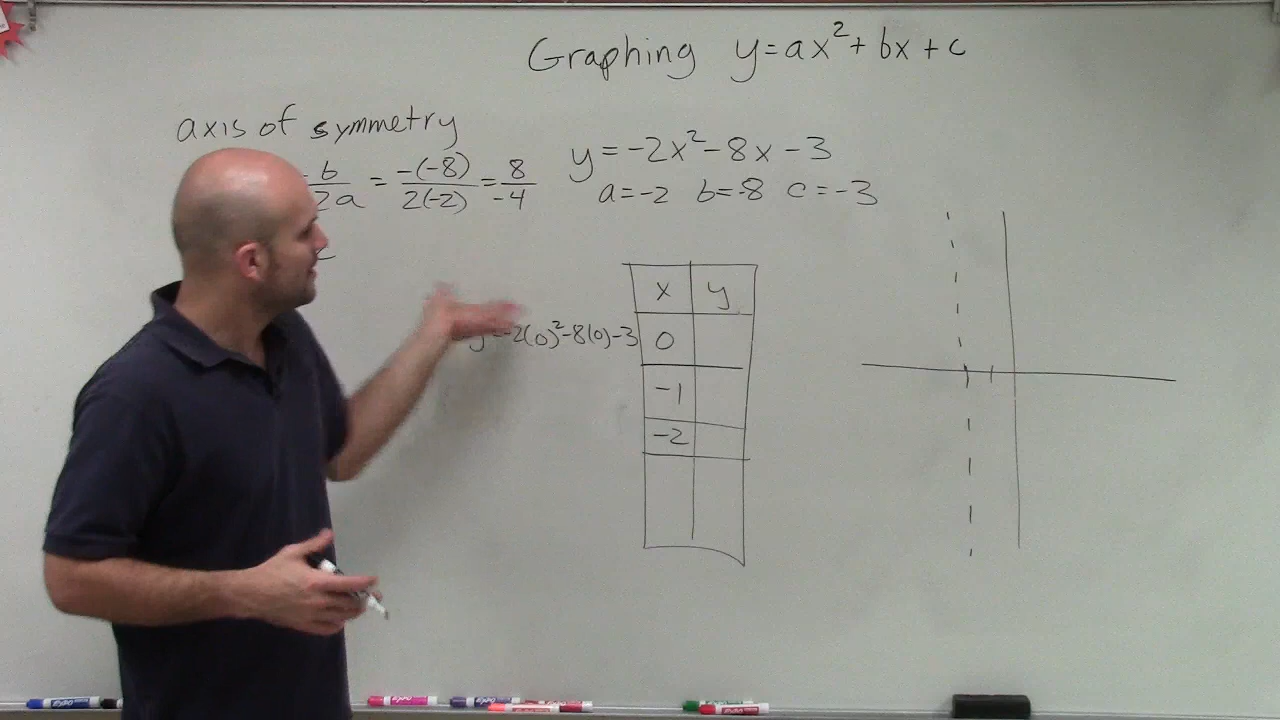 Graphing y=ax²+bx+c
axis of symmetry
-b/2a = -(-8)/2(-2) = 8/-4
y=-2x²-8x-3
a=-2 b=-8 c=-3
x y
y=-2(0)²-8(0)-3 0
-1
-2